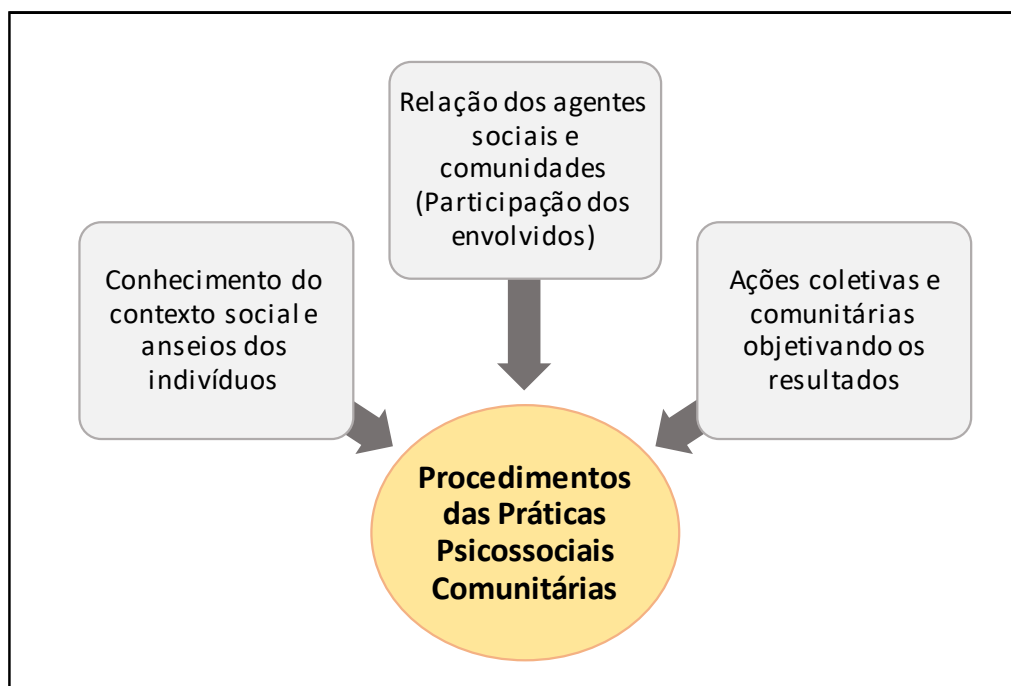 Relação dos agentes
sociais e
comunidades
(Participação dos
envolvidos)
Conhecimento do
contexto social e
anseios dos
indivíduos
Ações coletivas e
comunitárias
objetivando os
resultados
Procedimentos
das Práticas
Psicossociais
Comunitárias